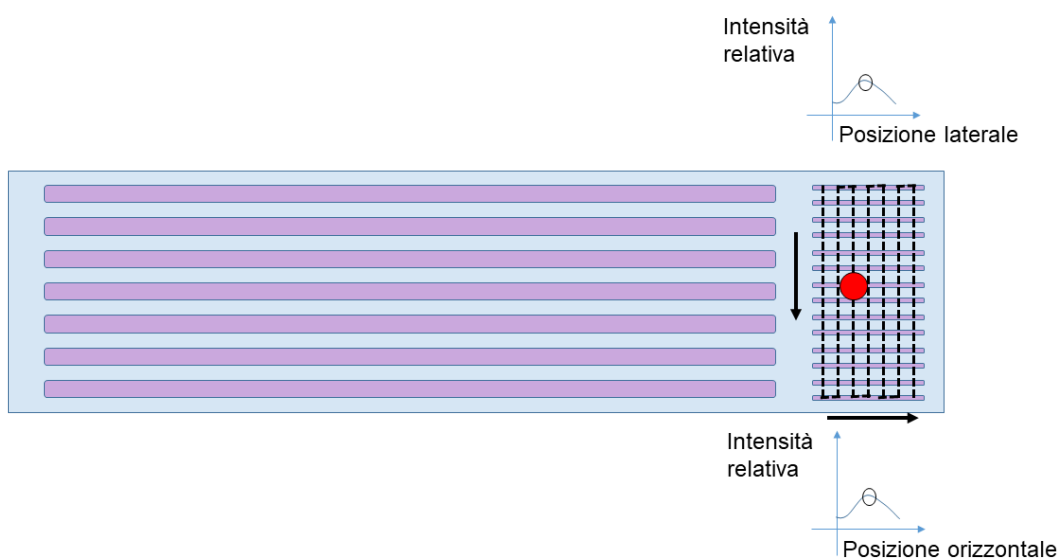 Intensità
relativa
Posizione laterale
Intensità
relativa
Posizione orizzontale